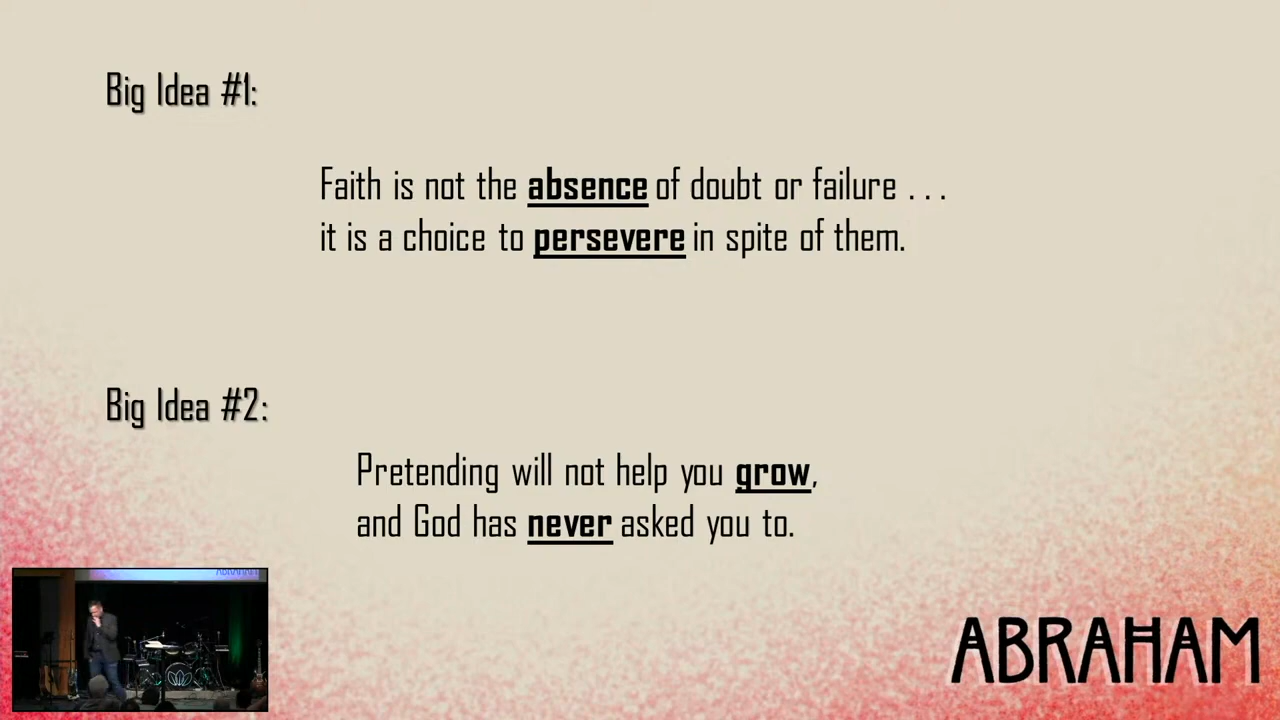 Big Idea #1:
Faith is not the absence of doubt or failure . . .
it is a choice to persevere in spite of them.
Big Idea #2:
Pretending will not help you grow,
and God has never asked you to.
ABRAHAM
ABRAHAM